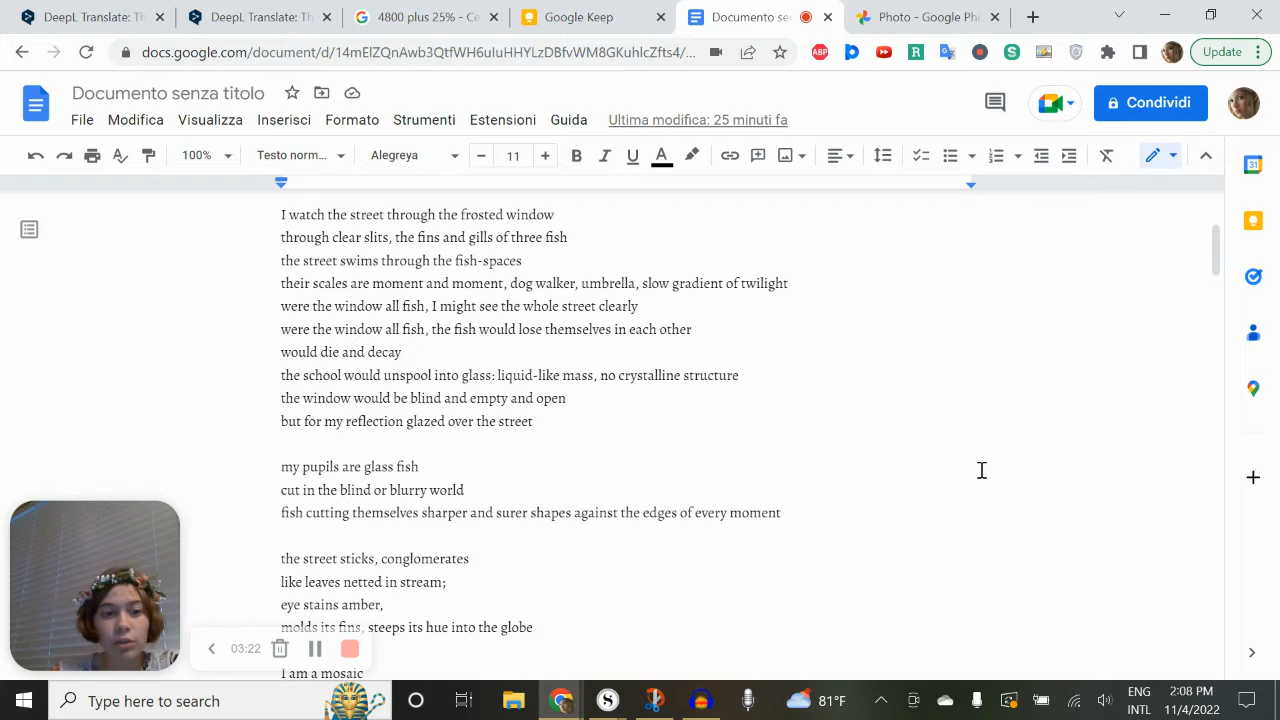 DeepL Translate: Th
DeepL Translate: Th
4800 plus 25% - Ce
Google Keep
Documento se
Photo - Google Ph
docs.google.com/document/d/14mElZQnAwb3QtfWH6uIuHHYLzDBfvWM8GKuhlcZfts4/...
ABP
R
S
Update
Documento senza titolo
File Modifica Visualizza Inserisci Formato Strumenti Estensioni Guida Ultima modifica: 25 minuti fa
Condividi
100% Testo norm... Alegreya 11 B I U A
31
I watch the street through the frosted window
through clear slits, the fins and gills of three fish
the street swims through the fish-spaces
their scales are moment and moment, dog walker, umbrella, slow gradient of twilight
were the window all fish, I might see the whole street clearly
were the window all fish, the fish would lose themselves in each other
would die and decay
the school would unspool into glass: liquid-like mass, no crystalline structure
the window would be blind and empty and open
but for my reflection glazed over the street
my pupils are glass fish
cut in the blind or blurry world
fish cutting themselves sharper and surer shapes against the edges of every moment
the street sticks, conglomerates
like leaves netted in stream;
eye stains amber,
molds its fins, steeps its hue into the globe
I am a mosaic
03:22
Type here to search
S
81°F
ENG
INTL
2:08 PM
11/4/2022